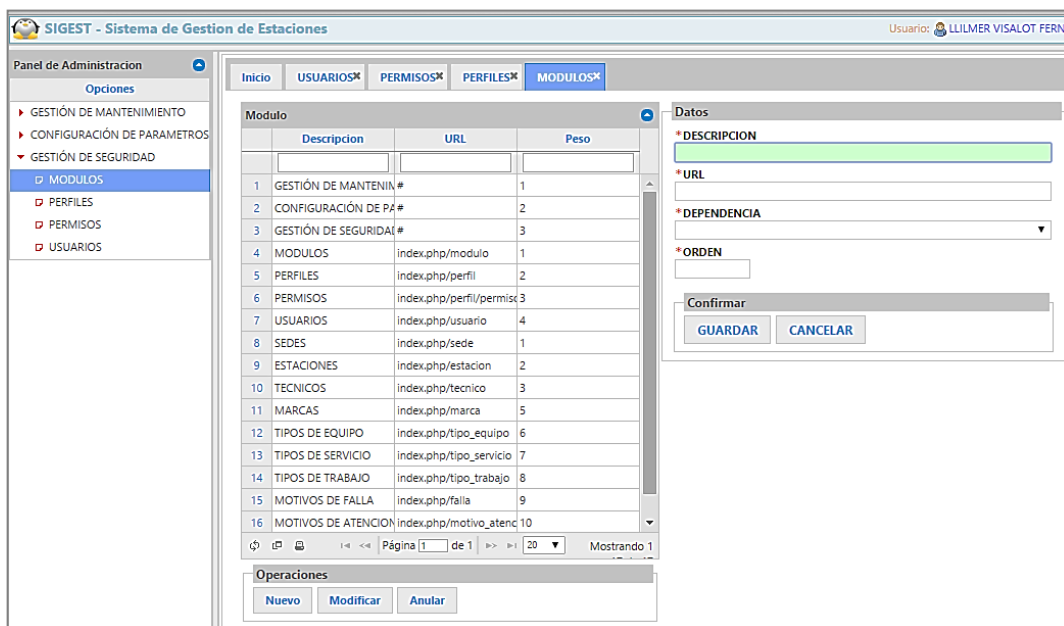 SIGEST - Sistema de Gestion de Estaciones
Usuario: LLILMER VISALOT FERN
Panel de Administracion
Opciones
GESTIÓN DE MANTENIMIENTO
CONFIGURACIÓN DE PARAMETROS
GESTIÓN DE SEGURIDAD
MODULOS
PERFILES
PERMISOS
USUARIOS
Inicio USUARIOS PERMISOS PERFILES MODULOS
Modulo
Descripcion URL Peso
1 GESTIÓN DE MANTENIM # 1
2 CONFIGURACIÓN DE PA # 2
3 GESTIÓN DE SEGURIDAD # 3
4 MODULOS index.php/modulo 1
5 PERFILES index.php/perfil 2
6 PERMISOS index.php/perfil/permiso 3
7 USUARIOS index.php/usuario 4
8 SEDES index.php/sede 1
9 ESTACIONES index.php/estacion 2
10 TECNICOS index.php/tecnico 3
11 MARCAS index.php/marca 5
12 TIPOS DE EQUIPO index.php/tipo_equipo 6
13 TIPOS DE SERVICIO index.php/tipo_servicio 7
14 TIPOS DE TRABAJO index.php/tipo_trabajo 8
15 MOTIVOS DE FALLA index.php/falla 9
16 MOTIVOS DE ATENCION index.php/motivo_atenc 10
Página 1 de 1 20 Mostrando 1
Operaciones
Nuevo Modificar Anular
Datos
*DESCRIPCION
*URL
*DEPENDENCIA
*ORDEN
Confirmar
GUARDAR CANCELAR